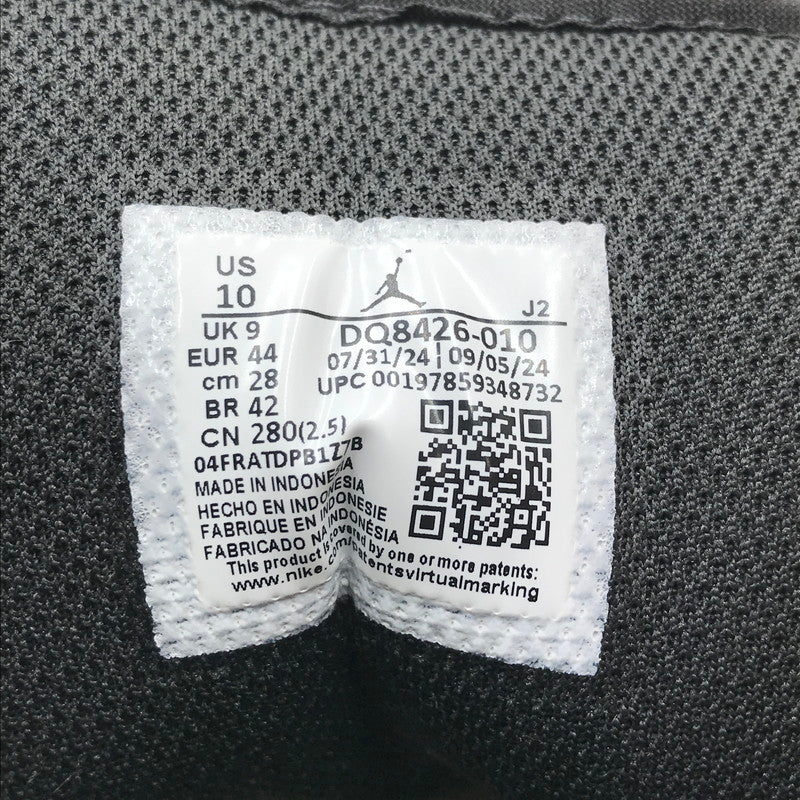 US
10
J2
UK 9
EUR 44
cm 28
BR 42
CN 280(2.5)
DQ8426-010
07/31/24 | 09/05/24
UPC 00197859348732
MADE IN INDONESIA
HECHO EN INDONESIA
FABRIQUE EN INDONESIE
FABRICADO NA INDONÉSIA
This product is covered by one or more patents:
www.nike.com/patentsvirtualmarking